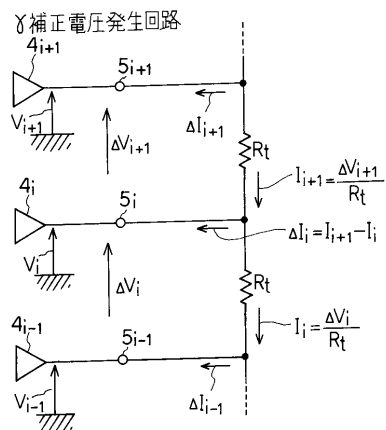 γ補正電圧発生回路
4i+1
5i+1
ΔIi+1
Vi+1
ΔVi+1
Rt
Ii+1=ΔVi+1/Rt
4i
5i
ΔIi=Ii+1-Ii
Vi
ΔVi
Rt
Ii=ΔVi/Rt
4i-1
5i-1
ΔIi-1
Vi-1